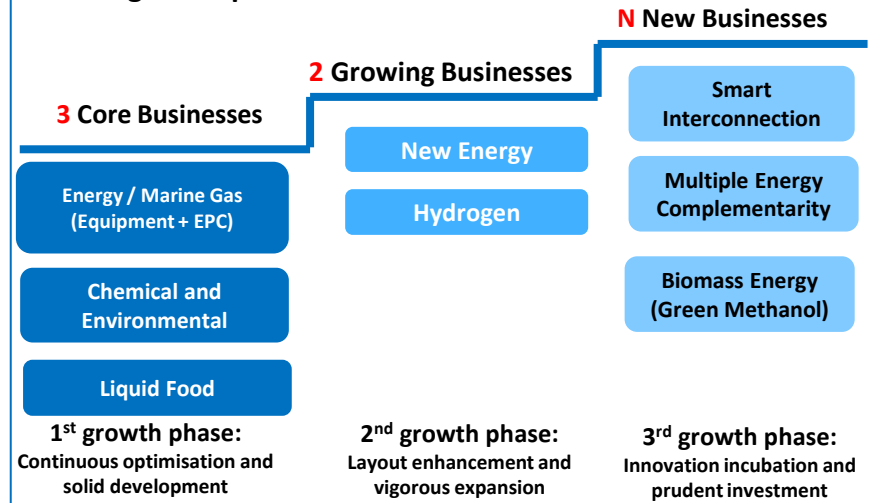 N New Businesses
2 Growing Businesses
3 Core Businesses
Energy / Marine Gas
(Equipment + EPC)
Chemical and
Environmental
Liquid Food
New Energy
Hydrogen
Smart
Interconnection
Multiple Energy
Complementarity
Biomass Energy
(Green Methanol)
1st growth phase:
Continuous optimisation and
solid development
2nd growth phase:
Layout enhancement and
vigorous expansion
3rd growth phase:
Innovation incubation and
prudent investment